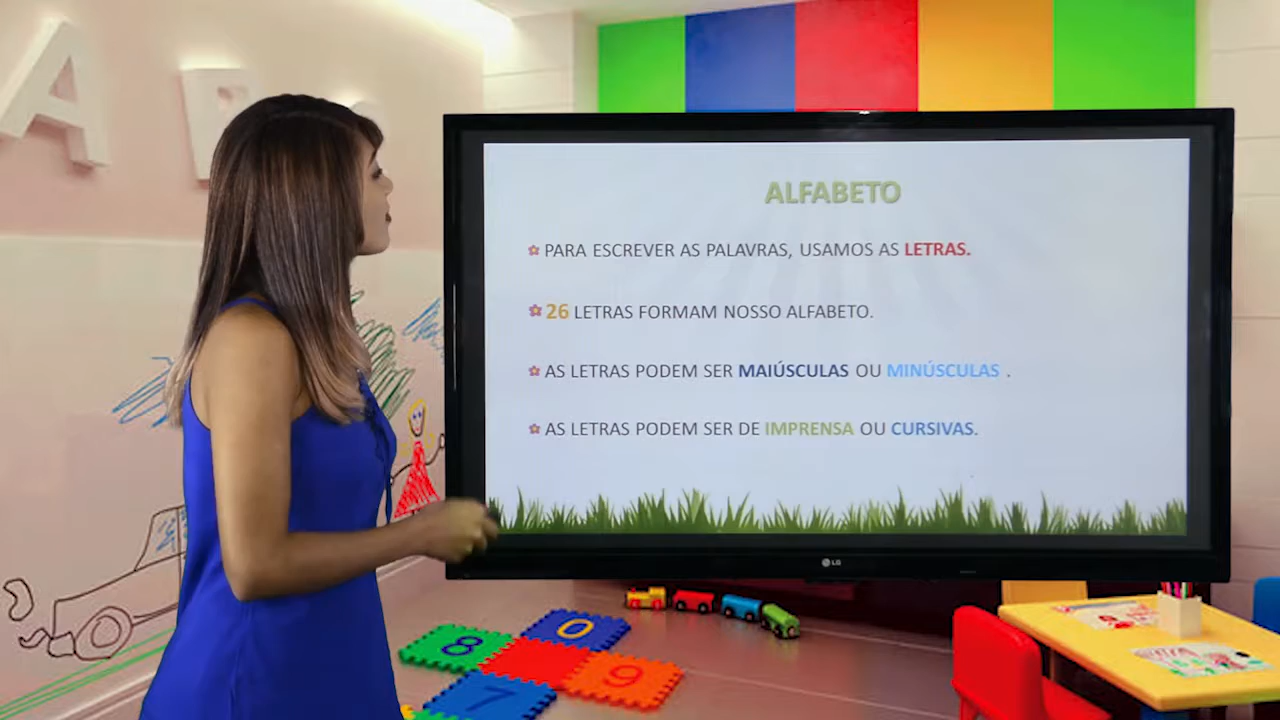 A B
ALFABETO
PARA ESCREVER AS PALAVRAS, USAMOS AS LETRAS.
26 LETRAS FORMAM NOSSO ALFABETO.
AS LETRAS PODEM SER MAIÚSCULAS OU MINÚSCULAS .
AS LETRAS PODEM SER DE IMPRENSA OU CURSIVAS.
LG
8 0
7 9